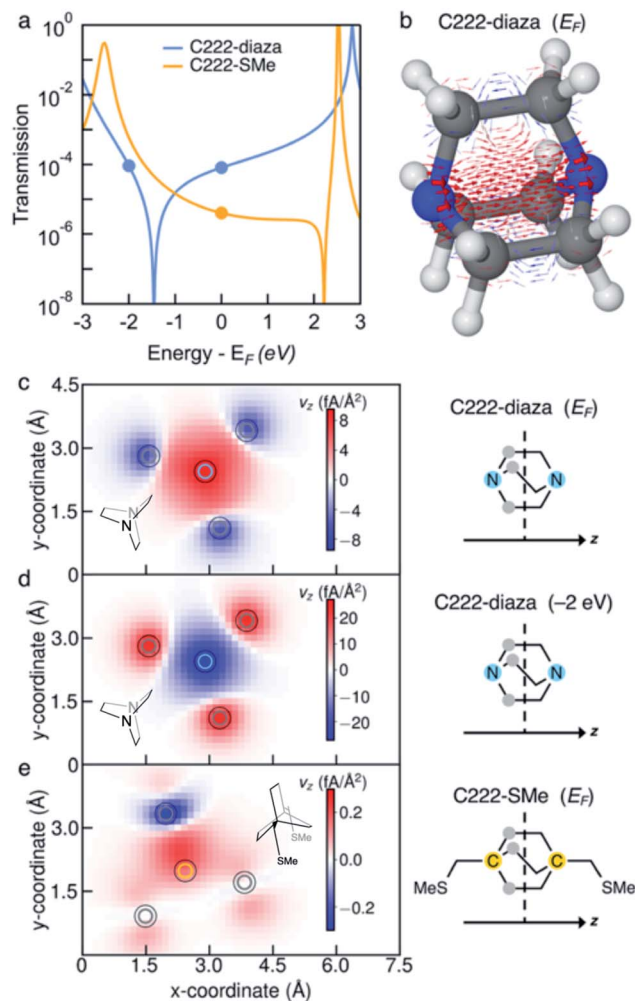 a
10⁰
10⁻²
10⁻⁴
10⁻⁶
10⁻⁸
Transmission
C222-diaza
C222-SMe
-3 -2 -1 0 1 2 3
Energy - E_F (eV)
b C222-diaza (E_F)
c
4.5
3.0
1.5
0
y-coordinate (Å)
v_z (fA/Å²)
8
4
0
−4
−8
N
N
C222-diaza (E_F)
N N
z
d
3.0
1.5
0
y-coordinate (Å)
v_z (fA/Å²)
20
10
0
−10
−20
N
N
C222-diaza (−2 eV)
N N
z
e
3.0
1.5
0
y-coordinate (Å)
v_z (fA/Å²)
0.2
0.0
−0.2
SMe
SMe
0 1.5 3.0 4.5 6.0 7.5
x-coordinate (Å)
C222-SMe (E_F)
C C
MeS
SMe
z